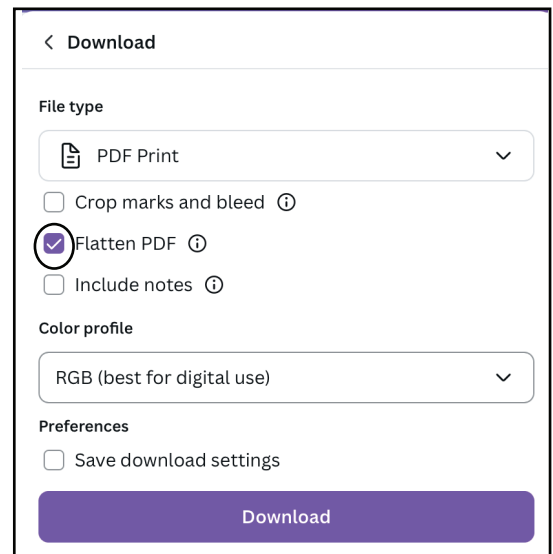 Download
File type
PDF Print
Crop marks and bleed
Flatten PDF
Include notes
Color profile
RGB (best for digital use)
Preferences
Save download settings
Download